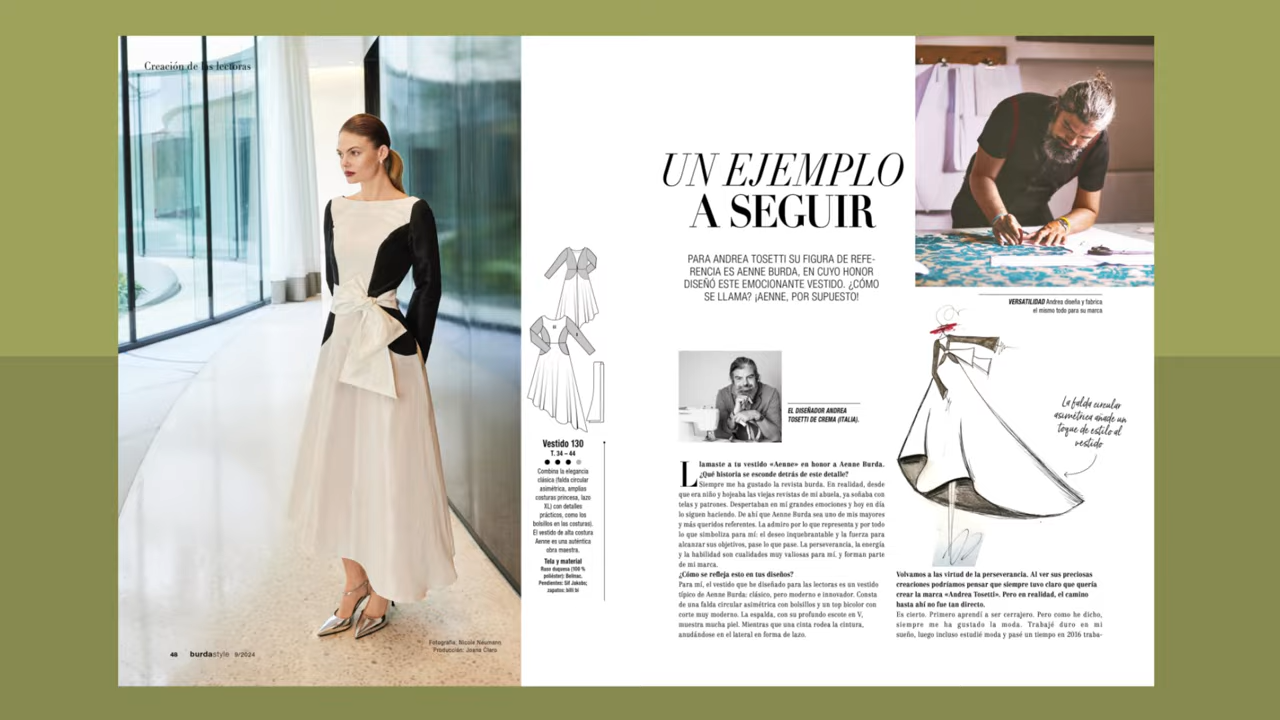 Creación de las lectoras
Vestido 130
T. 34 – 44
Combina la elegancia
clásica (falda circular
asimétrica, amplias
costuras princesa, lazo
XL) con detalles
prácticos, como los
bolsillos en las costuras).
El vestido de alta costura
Aenne es una auténtica
obra maestra.
Tela y material
Raso duquesa (100 %
poliéster): Belmac.
Pendientes: Sif Jakobs;
zapatos: billi bi
Fotografía: Nicole Neumann
Producción: Joana Claro
48 burdastyle 9/2024
UN EJEMPLO
A SEGUIR
PARA ANDREA TOSETTI SU FIGURA DE REFE-
RENCIA ES AENNE BURDA, EN CUYO HONOR
DISEÑÓ ESTE EMOCIONANTE VESTIDO. ¿CÓMO
SE LLAMA? ¡AENNE, POR SUPUESTO!
EL DISEÑADOR ANDREA
TOSETTI DE CREMA (ITALIA).
Llamaste a tu vestido «Aenne» en honor a Aenne Burda.
¿Qué historia se esconde detrás de este detalle?
Siempre me ha gustado la revista burda. En realidad, desde
que era niño y hojeaba las viejas revistas de mi abuela, ya soñaba con
telas y patrones. Despertaban en mí grandes emociones y hoy en día
lo siguen haciendo. De ahí que Aenne Burda sea uno de mis mayores
y más queridos referentes. La admiro por lo que representa y por todo
lo que simboliza para mí: el deseo inquebrantable y la fuerza para
alcanzar sus objetivos, pase lo que pase. La perseverancia, la energía
y la habilidad son cualidades muy valiosas para mí, y forman parte
de mi marca.
¿Cómo se refleja esto en tus diseños?
Para mí, el vestido que he diseñado para las lectoras es un vestido
típico de Aenne Burda: clásico, pero moderno e innovador. Consta
de una falda circular asimétrica con bolsillos y un top bicolor con
corte muy moderno. La espalda, con su profundo escote en V,
muestra mucha piel. Mientras que una cinta rodea la cintura,
anudándose en el lateral en forma de lazo.
VERSATILIDAD Andrea diseña y fabrica
el mismo todo para su marca
La falda circular
asimétrica añade un
toque de estilo al
vestido
Volvamos a las virtud de la perseverancia. Al ver sus preciosas
creaciones podríamos pensar que siempre tuvo claro que quería
crear la marca «Andrea Tosetti». Pero en realidad, el camino
hasta ahí no fue tan directo.
Es cierto. Primero aprendí a ser cerrajero. Pero como he dicho,
siempre me ha gustado la moda. Trabajé duro en mi
sueño, luego incluso estudié moda y pasé un tiempo en 2016 traba-